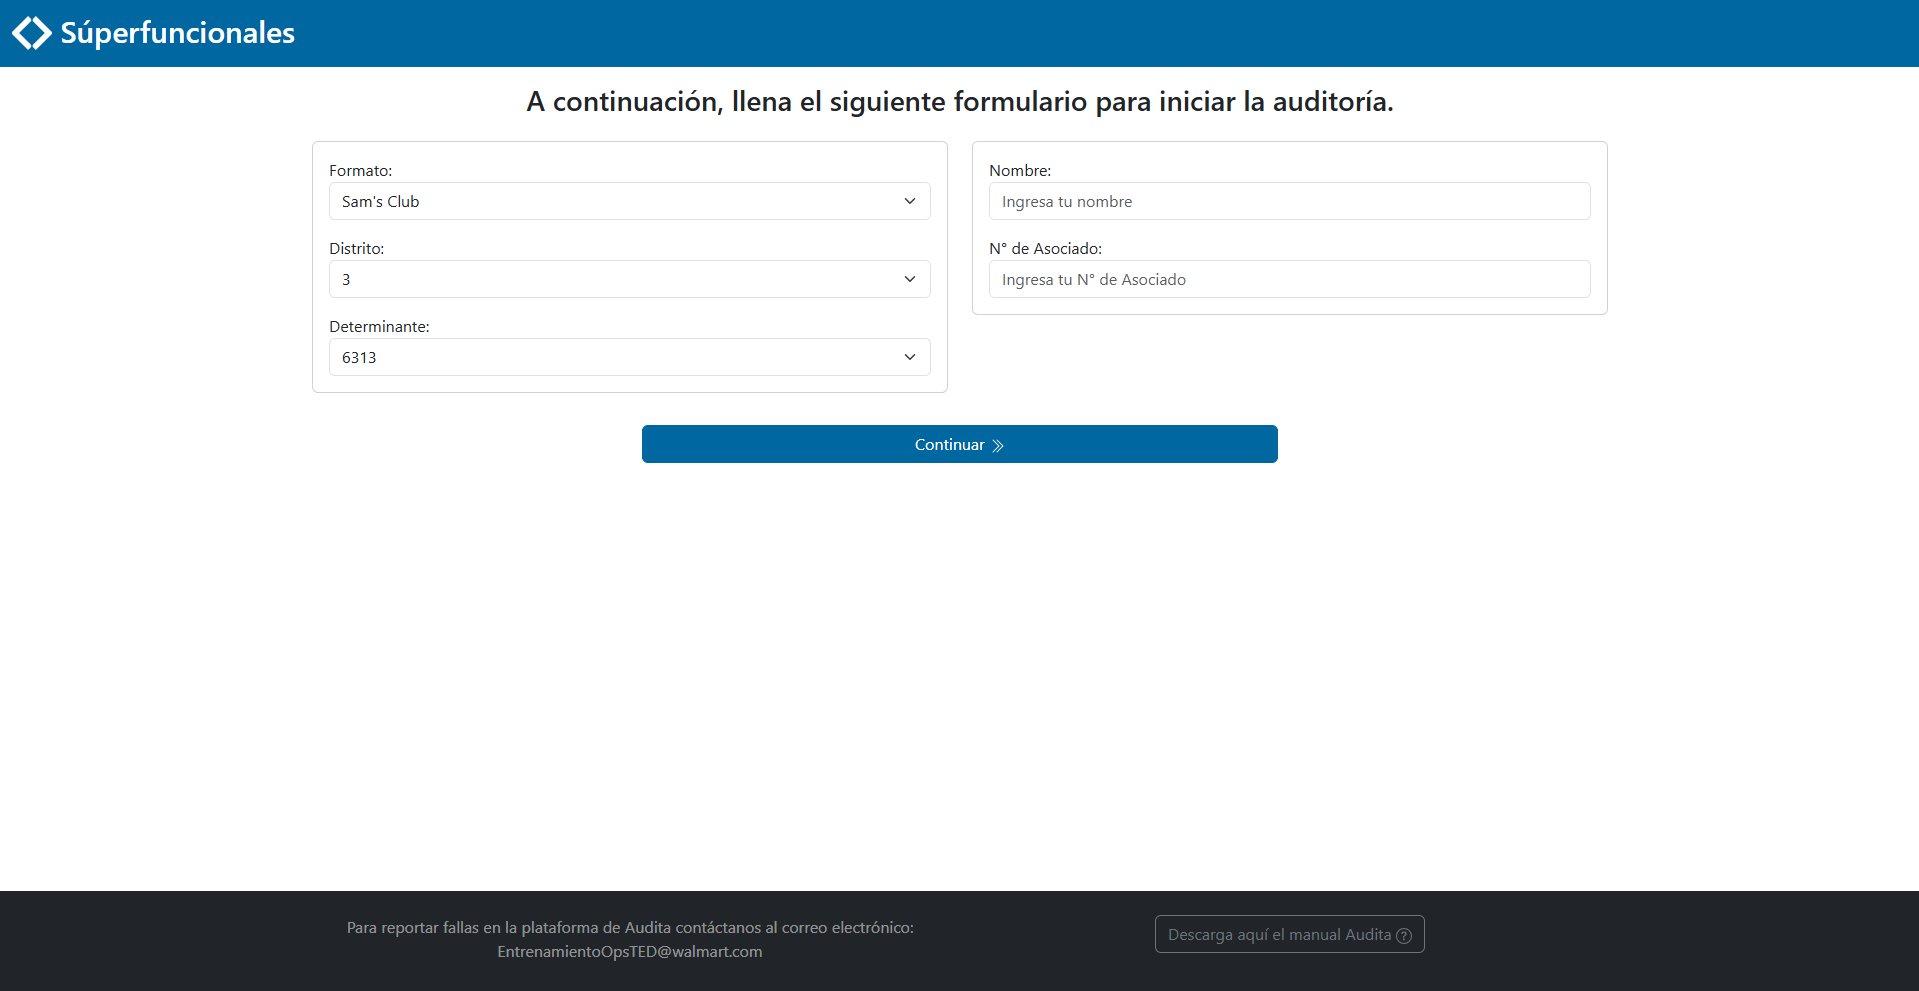 Súperfuncionales
A continuación, llena el siguiente formulario para iniciar la auditoría.
Formato:
Sam's Club
Distrito:
3
Determinante:
6313
Nombre:
Ingresa tu nombre
N° de Asociado:
Ingresa tu N° de Asociado
Continuar
Para reportar fallas en la plataforma de Audita contáctanos al correo electrónico:
EntrenamientoOpsTED@walmart.com
Descarga aquí el manual Audita